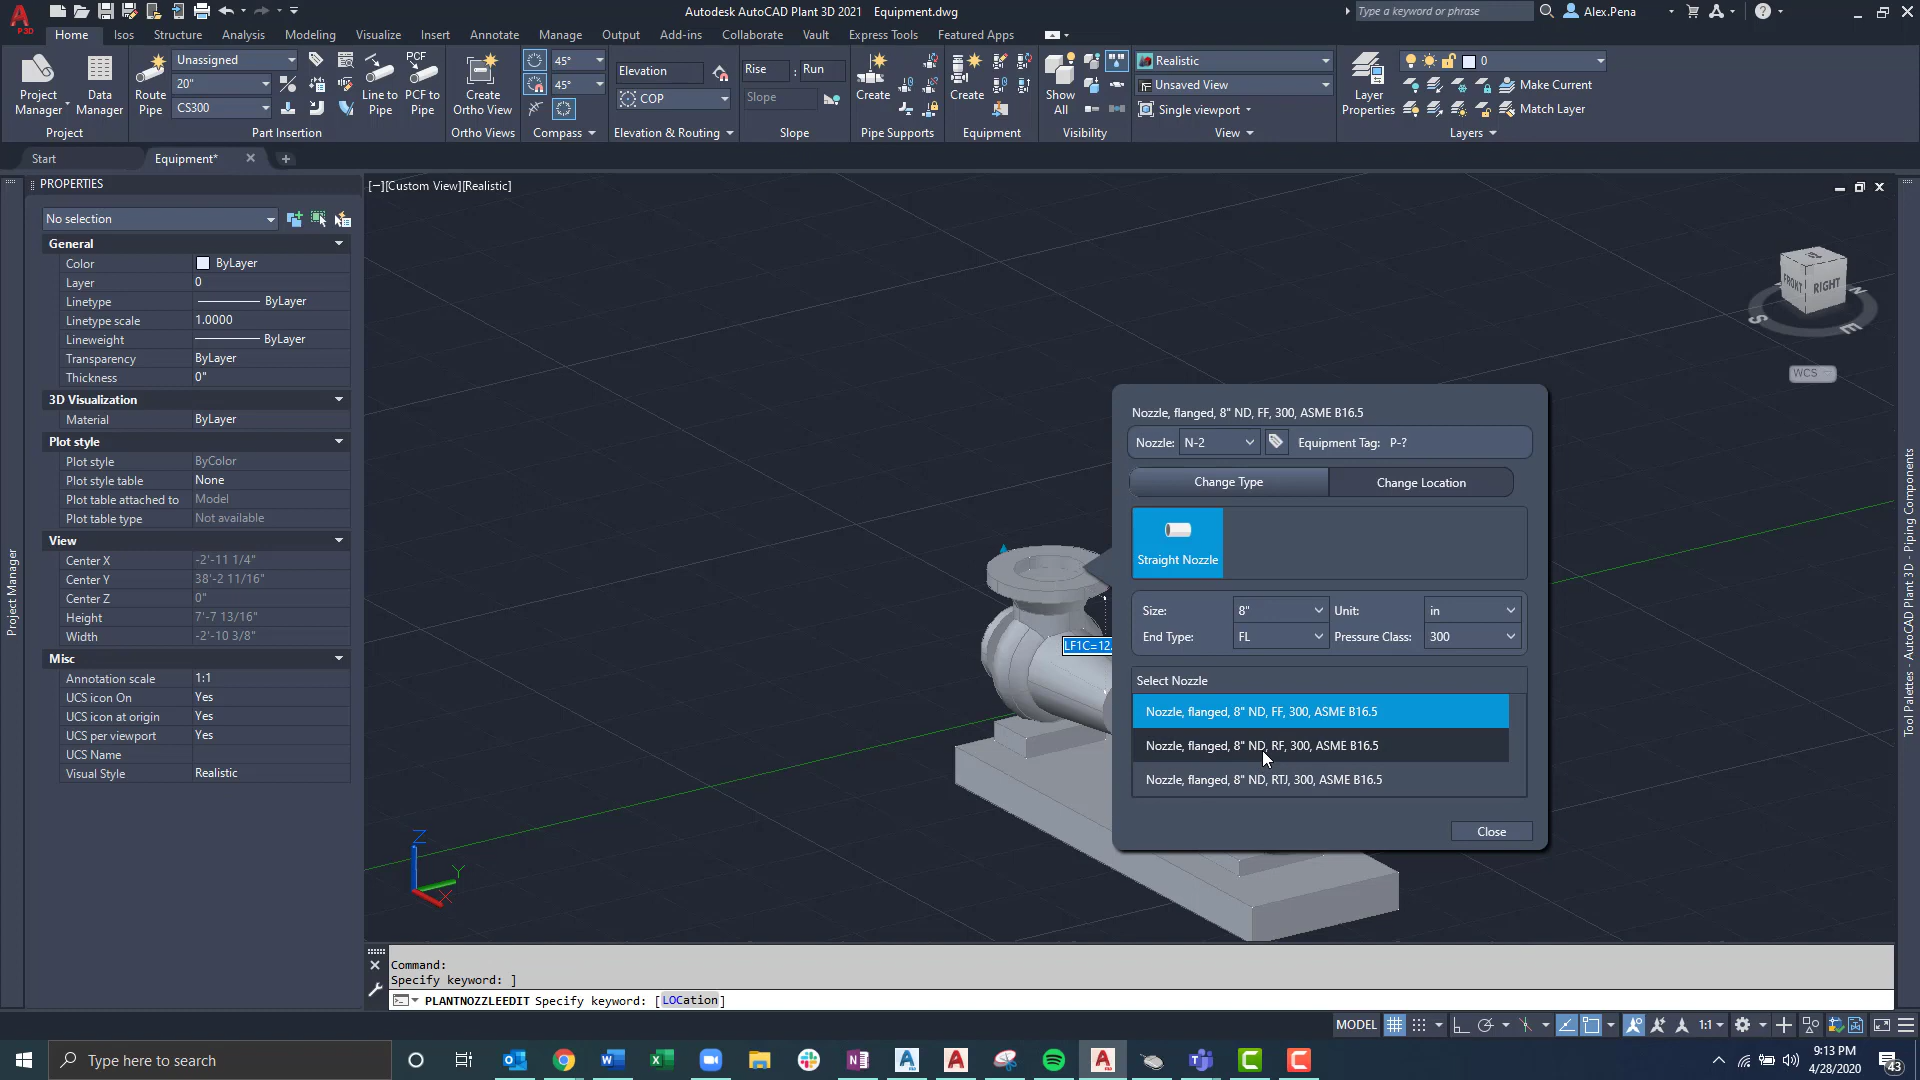 Autodesk AutoCAD Plant 3D 2021 Equipment.dwg
Type a keyword or phrase
Alex.Pena
P3D
Home Isos Structure Analysis Modeling Visualize Insert Annotate Manage Output Add-ins Collaborate Vault Express Tools Featured Apps
Project Manager
Data Manager
Project
Route Pipe
Unassigned
20"
CS300
Line to Pipe
PCF
PCF to Pipe
Part Insertion
Create Ortho View
Ortho Views
45°
45°
Compass
Elevation
COP
Elevation & Routing
Rise : Run
Slope
Slope
Create
Pipe Supports
Create
Equipment
Show All
Visibility
Realistic
Unsaved View
Single viewport
View
Layer Properties
0
Make Current
Match Layer
Layers
Start
Equipment*
PROPERTIES
No selection
General
Color ByLayer
Layer 0
Linetype ByLayer
Linetype scale 1.0000
Lineweight ByLayer
Transparency ByLayer
Thickness 0"
3D Visualization
Material ByLayer
Plot style
Plot style ByColor
Plot style table None
Plot table attached to Model
Plot table type Not available
View
Center X -2'-11 1/4"
Center Y 38'-2 11/16"
Center Z 0"
Height 7'-7 13/16"
Width -2'-10 3/8"
Misc
Annotation scale 1:1
UCS icon On Yes
UCS icon at origin Yes
UCS per viewport Yes
UCS Name
Visual Style Realistic
Project Manager
[−][Custom View][Realistic]
FRONT RIGHT
S E N
WCS
Tool Palettes - AutoCAD Plant 3D - Piping Components
LF1C=12.
Z
Y
X
Nozzle, flanged, 8" ND, FF, 300, ASME B16.5
Nozzle: N-2 Equipment Tag: P-?
Change Type Change Location
Straight Nozzle
Size: 8" Unit: in
End Type: FL Pressure Class: 300
Select Nozzle
Nozzle, flanged, 8" ND, FF, 300, ASME B16.5
Nozzle, flanged, 8" ND, RF, 300, ASME B16.5
Nozzle, flanged, 8" ND, RTJ, 300, ASME B16.5
Close
Command:
Specify keyword: ]
PLANTNOZZLEEDIT Specify keyword: [LOCation]
MODEL 1:1
Type here to search
9:13 PM
4/28/2020
43